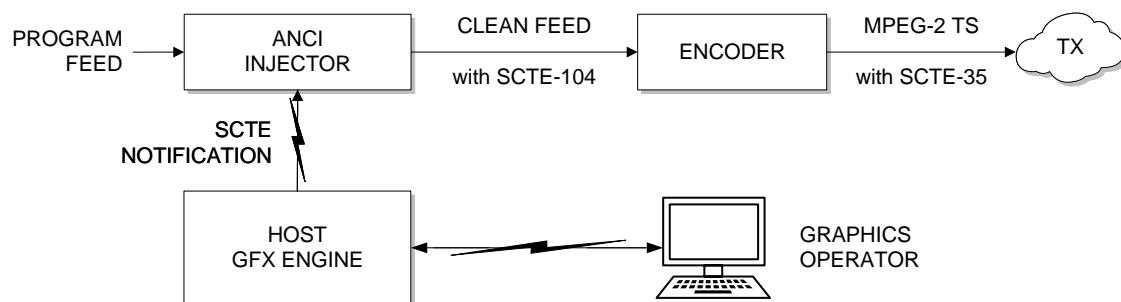 PROGRAM
FEED
ANCI
INJECTOR
CLEAN FEED
with SCTE-104
ENCODER
MPEG-2 TS
with SCTE-35
TX
SCTE
NOTIFICATION
HOST
GFX ENGINE
GRAPHICS
OPERATOR